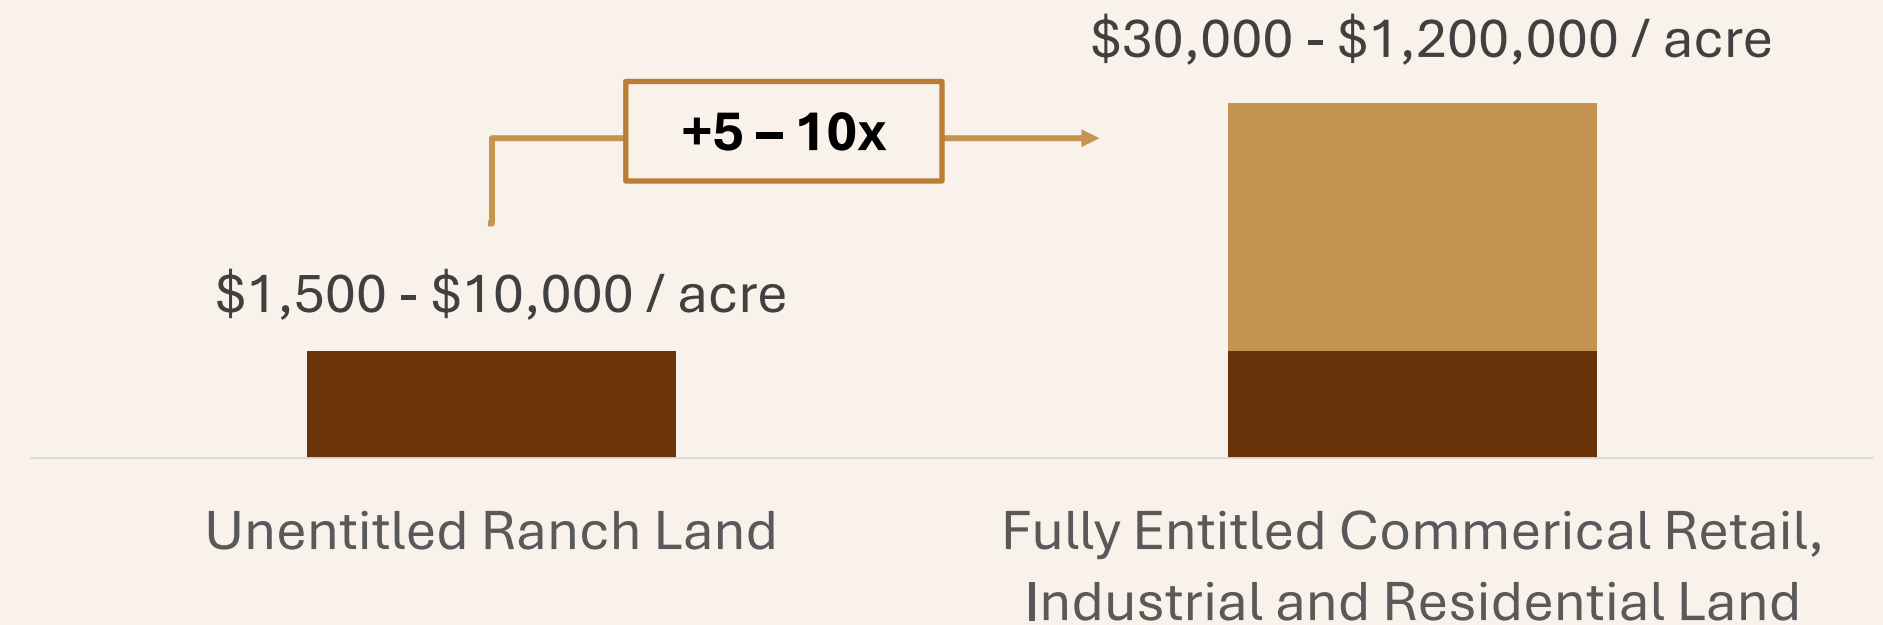 $30,000 - $1,200,000 / acre
+5 – 10x
$1,500 - $10,000 / acre
Unentitled Ranch Land
Fully Entitled Commerical Retail,
Industrial and Residential Land